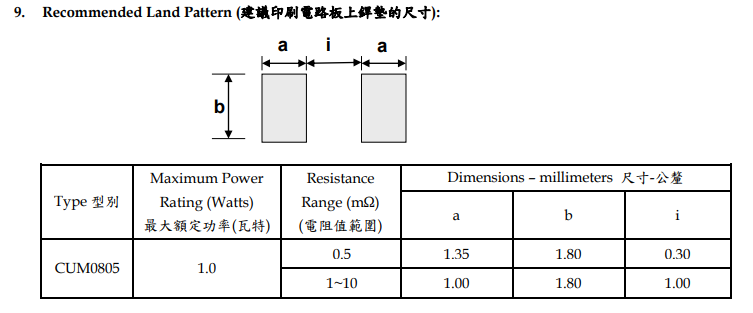 9. Recommended Land Pattern (建議印刷電路板上銲墊的尺寸):
a i a
b
Type 型別
Maximum Power
Rating (Watts)
最大額定功率(瓦特)
Resistance
Range (mΩ)
(電阻值範圍)
Dimensions – millimeters 尺寸-公釐
a b i
CUM0805 1.0
0.5 1.35 1.80 0.30
1~10 1.00 1.80 1.00